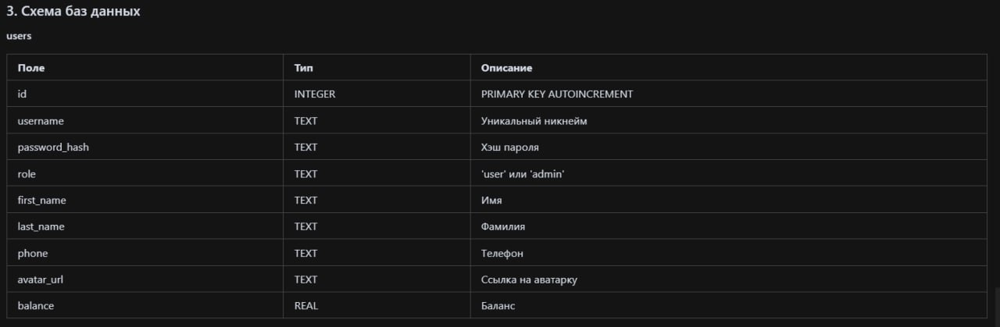 3. Схема баз данных
users
Поле Тип Описание
id INTEGER PRIMARY KEY AUTOINCREMENT
username TEXT Уникальный никнейм
password_hash TEXT Хэш пароля
role TEXT 'user' или 'admin'
first_name TEXT Имя
last_name TEXT Фамилия
phone TEXT Телефон
avatar_url TEXT Ссылка на аватарку
balance REAL Баланс